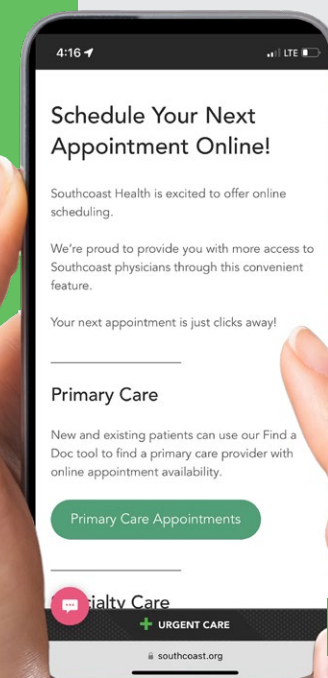 4:16
LTE
Schedule Your Next
Appointment Online!
Southcoast Health is excited to offer online
scheduling.
We're proud to provide you with more access to
Southcoast physicians through this convenient
feature.
Your next appointment is just clicks away!
Primary Care
New and existing patients can use our Find a
Doc tool to find a primary care provider with
online appointment availability.
Primary Care Appointments
Care
URGENT CARE
southcoast.org